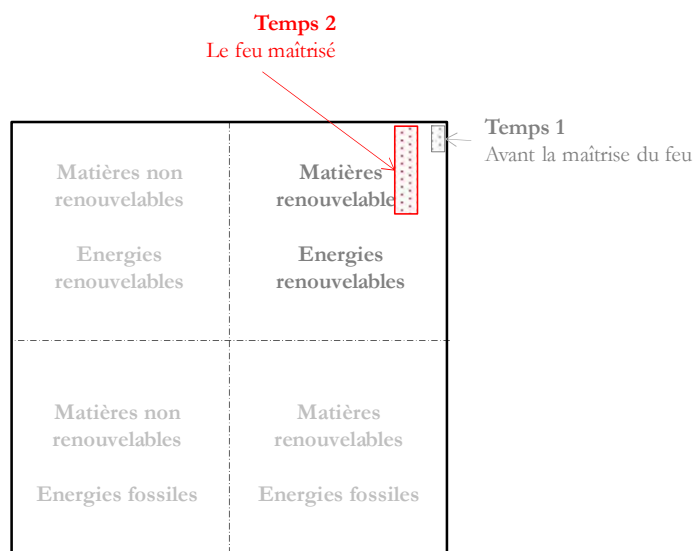 Temps 2
Le feu maîtrisé
Temps 1
Avant la maîtrise du feu
Matières non
renouvelables
Energies
renouvelables
Matières
renouvelable
Energies
renouvelables
Matières non
renouvelables
Energies fossiles
Matières
renouvelables
Energies fossiles